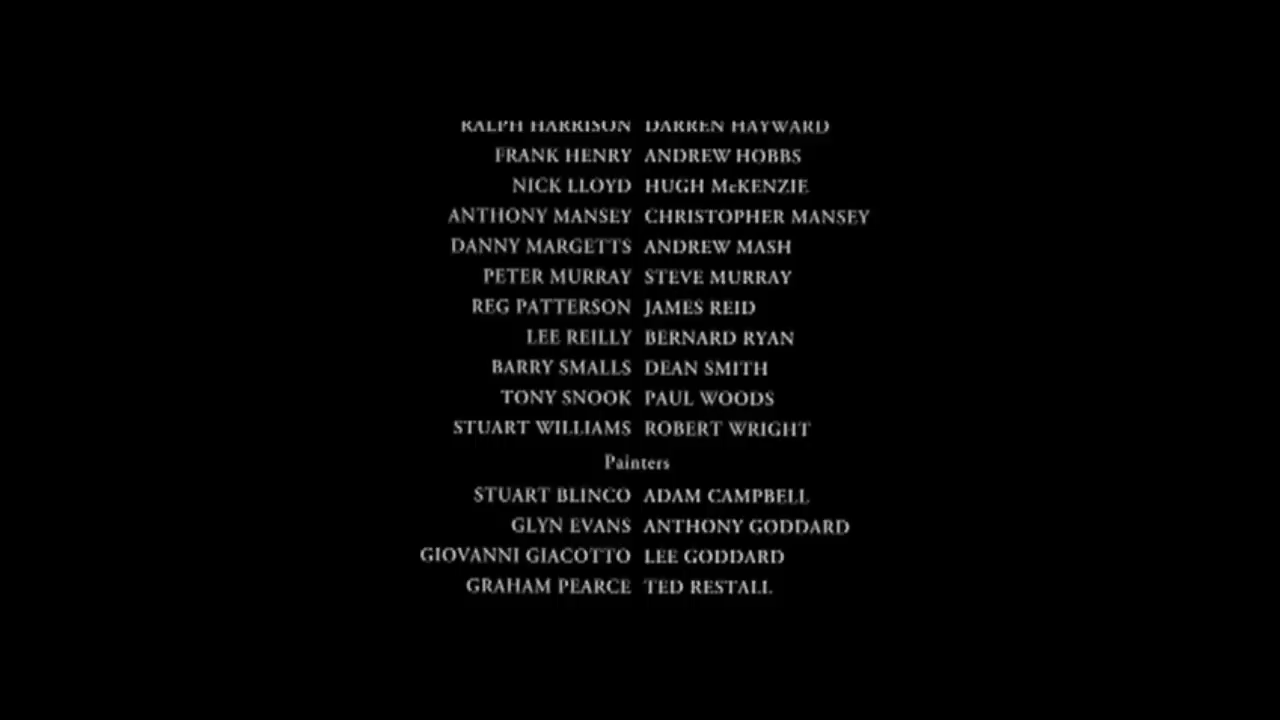 RALPH HARRISON DARREN HAYWARD
FRANK HENRY ANDREW HOBBS
NICK LLOYD HUGH McKENZIE
ANTHONY MANSEY CHRISTOPHER MANSEY
DANNY MARGETTS ANDREW MASH
PETER MURRAY STEVE MURRAY
REG PATTERSON JAMES REID
LEE REILLY BERNARD RYAN
BARRY SMALLS DEAN SMITH
TONY SNOOK PAUL WOODS
STUART WILLIAMS ROBERT WRIGHT
Painters
STUART BLINCO ADAM CAMPBELL
GLYN EVANS ANTHONY GODDARD
GIOVANNI GIACOTTO LEE GODDARD
GRAHAM PEARCE TED RESTALL